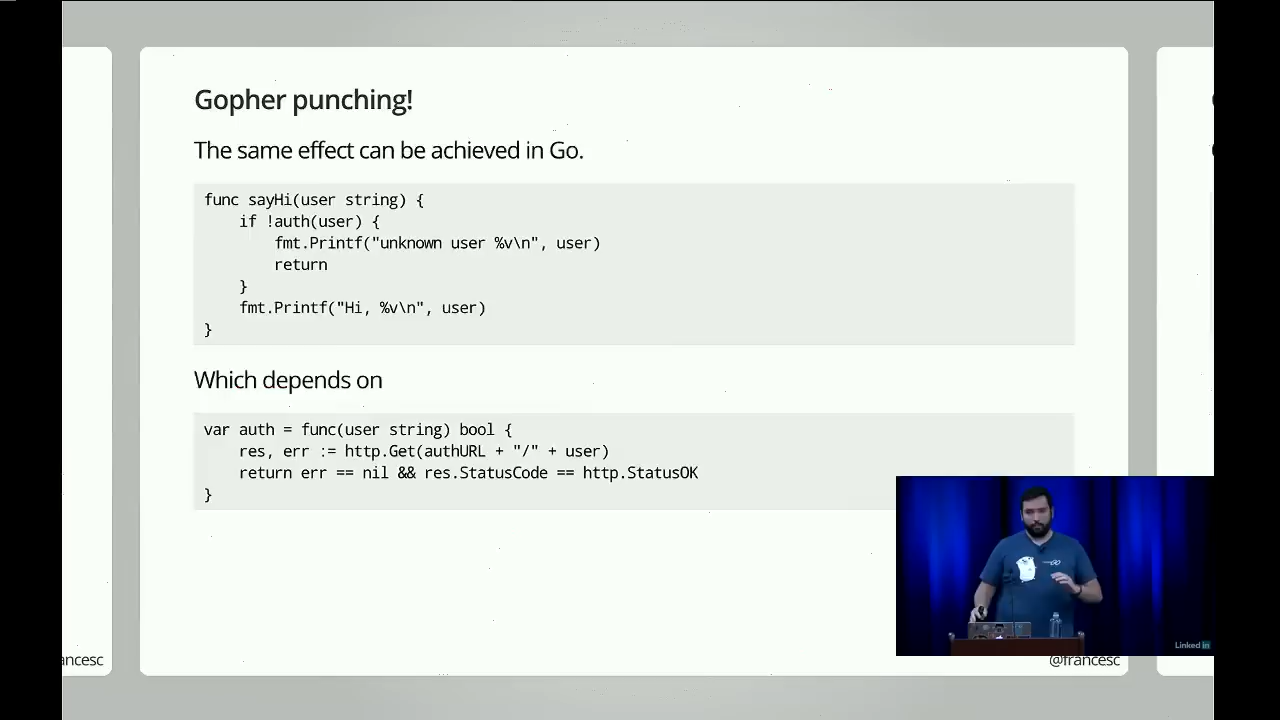 Gopher punching!
The same effect can be achieved in Go.
func sayHi(user string) {
    if !auth(user) {
        fmt.Printf("unknown user %v\n", user)
        return
    }
    fmt.Printf("Hi, %v\n", user)
}
Which depends on
var auth = func(user string) bool {
    res, err := http.Get(authURL + "/" + user)
    return err == nil && res.StatusCode == http.StatusOK
}
Linked in
ancesc
@francesc